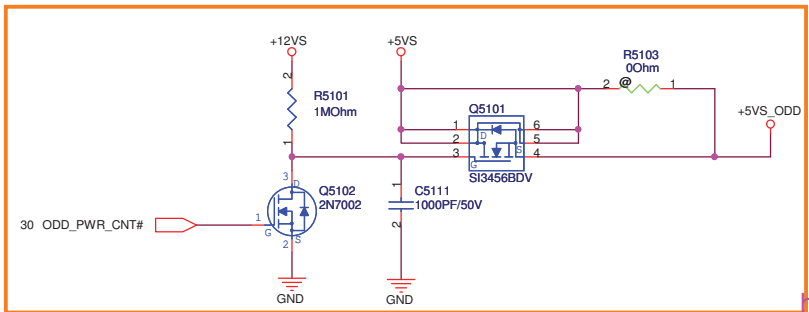 +12VS
+5VS
R5103
0Ohm
2 @ 1
+5VS_ODD
2
R5101
1MOhm
1
Q5101
1 6
2 D 5
S
3 G 4
SI3456BDV
3 D
Q5102
2N7002
1
G
S
2
1
C5111
1000PF/50V
2
30 ODD_PWR_CNT#
GND
GND